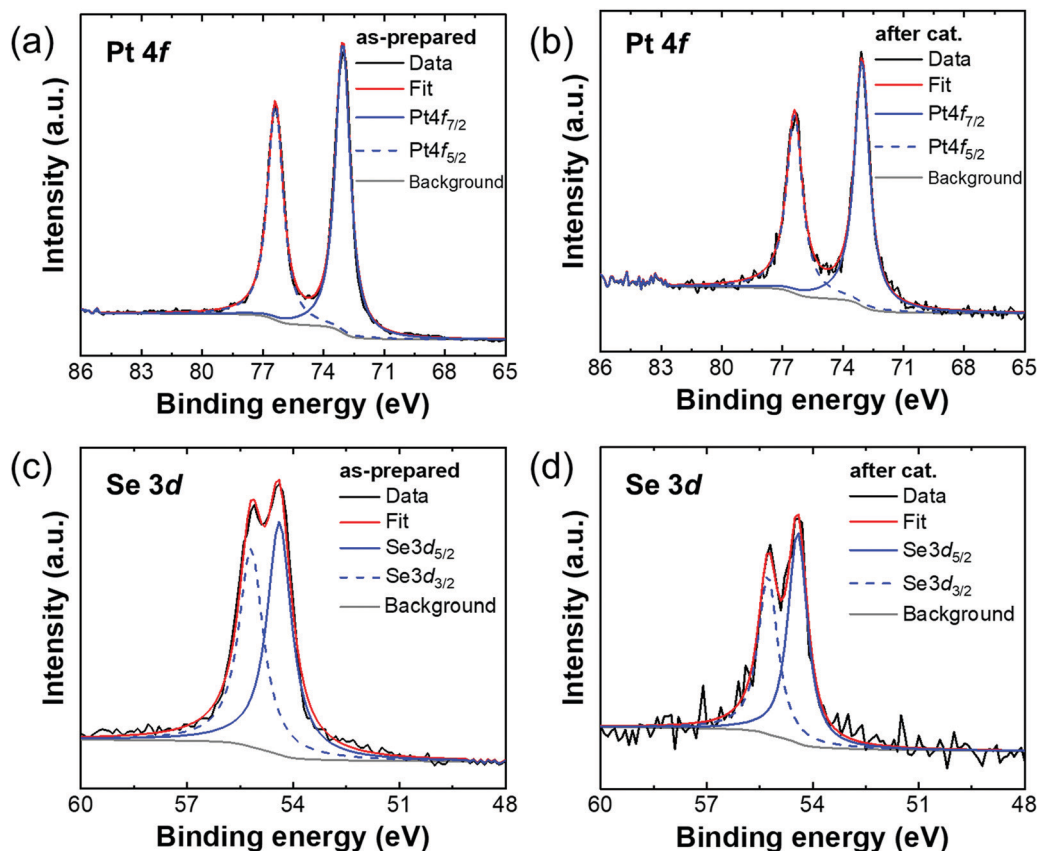 (a)
Pt 4f
as-prepared
Data
Fit
Pt4f7/2
Pt4f5/2
Background
Intensity (a.u.)
86 83 80 77 74 71 68 65
Binding energy (eV)
(b)
Pt 4f
after cat.
Data
Fit
Pt4f7/2
Pt4f5/2
Background
Intensity (a.u.)
86 83 80 77 74 71 68 65
Binding energy (eV)
(c)
Se 3d
as-prepared
Data
Fit
Se3d5/2
Se3d3/2
Background
Intensity (a.u.)
60 57 54 51 48
Binding energy (eV)
(d)
Se 3d
after cat.
Data
Fit
Se3d5/2
Se3d3/2
Background
Intensity (a.u.)
60 57 54 51 48
Binding energy (eV)